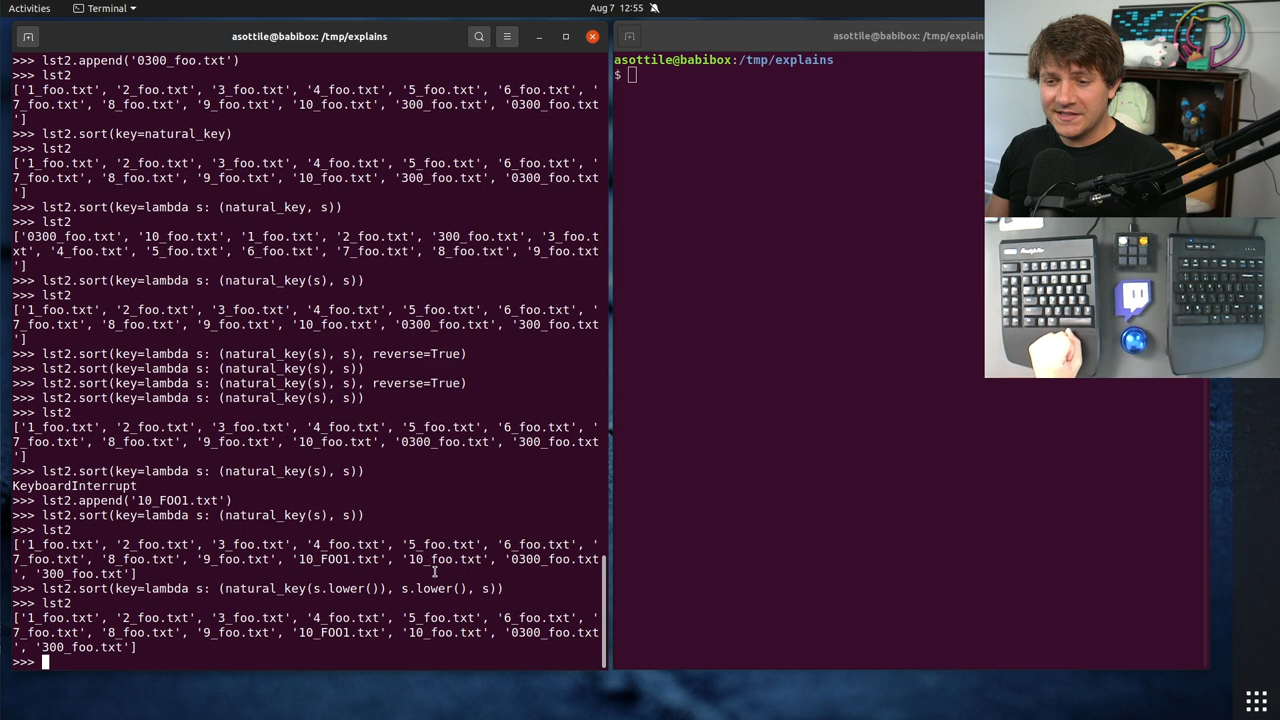 Activities
Terminal
Aug 7 12:55
asottile@babibox: /tmp/explains
asottile@babibox: /tmp/explain
>>> lst2.append('0300_foo.txt')
    lst2
['1_foo.txt', '2_foo.txt', '3_foo.txt', '4_foo.txt', '5_foo.txt', '6_foo.txt', '
7_foo.txt', '8_foo.txt', '9_foo.txt', '10_foo.txt', '300_foo.txt', '0300_foo.txt
']
>>> lst2.sort(key=natural_key)
>>> lst2
['1_foo.txt', '2_foo.txt', '3_foo.txt', '4_foo.txt', '5_foo.txt', '6_foo.txt', '
7_foo.txt', '8_foo.txt', '9_foo.txt', '10_foo.txt', '300_foo.txt', '0300_foo.txt
']
>>> lst2.sort(key=lambda s: (natural_key, s))
>>> lst2
['0300_foo.txt', '10_foo.txt', '1_foo.txt', '2_foo.txt', '300_foo.txt', '3_foo.t
xt', '4_foo.txt', '5_foo.txt', '6_foo.txt', '7_foo.txt', '8_foo.txt', '9_foo.txt
']
>>> lst2.sort(key=lambda s: (natural_key(s), s))
>>> lst2
['1_foo.txt', '2_foo.txt', '3_foo.txt', '4_foo.txt', '5_foo.txt', '6_foo.txt', '
7_foo.txt', '8_foo.txt', '9_foo.txt', '10_foo.txt', '0300_foo.txt', '300_foo.txt
']
>>> lst2.sort(key=lambda s: (natural_key(s), s), reverse=True)
>>> lst2.sort(key=lambda s: (natural_key(s), s))
>>> lst2.sort(key=lambda s: (natural_key(s), s), reverse=True)
>>> lst2.sort(key=lambda s: (natural_key(s), s))
>>> lst2
['1_foo.txt', '2_foo.txt', '3_foo.txt', '4_foo.txt', '5_foo.txt', '6_foo.txt', '
7_foo.txt', '8_foo.txt', '9_foo.txt', '10_foo.txt', '0300_foo.txt', '300_foo.txt
']
>>> lst2.sort(key=lambda s: (natural_key(s), s))
KeyboardInterrupt
>>> lst2.append('10_FOO1.txt')
>>> lst2.sort(key=lambda s: (natural_key(s), s))
>>> lst2
['1_foo.txt', '2_foo.txt', '3_foo.txt', '4_foo.txt', '5_foo.txt', '6_foo.txt', '
7_foo.txt', '8_foo.txt', '9_foo.txt', '10_FOO1.txt', '10_foo.txt', '0300_foo.txt
', '300_foo.txt']
>>> lst2.sort(key=lambda s: (natural_key(s.lower()), s.lower(), s))
>>> lst2
['1_foo.txt', '2_foo.txt', '3_foo.txt', '4_foo.txt', '5_foo.txt', '6_foo.txt', '
7_foo.txt', '8_foo.txt', '9_foo.txt', '10_FOO1.txt', '10_foo.txt', '0300_foo.txt
', '300_foo.txt']
>>>
asottile@babibox:/tmp/explains
$